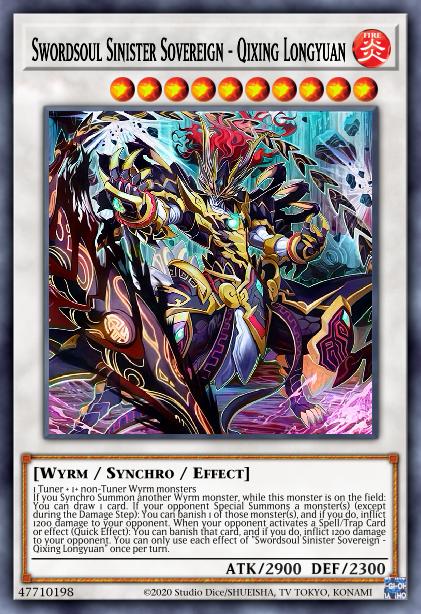 SWORDSOUL SINISTER SOVEREIGN - QIXING LONGYUAN
FIRE
炎
[WYRM / SYNCHRO / EFFECT]
1 Tuner + 1+ non-Tuner Wyrm monsters
If you Synchro Summon another Wyrm monster, while this monster is on the field:
You can draw 1 card. If your opponent Special Summons a monster(s) (except
during the Damage Step): You can banish 1 of those monster(s), and if you do, inflict
1200 damage to your opponent. When your opponent activates a Spell/Trap Card
or effect (Quick Effect): You can banish that card, and if you do, inflict 1200 damage
to your opponent. You can only use each effect of "Swordsoul Sinister Sovereign -
Qixing Longyuan" once per turn.
ATK/2900 DEF/2300
47710198
©2020 Studio Dice/SHUEISHA, TV TOKYO, KONAMI